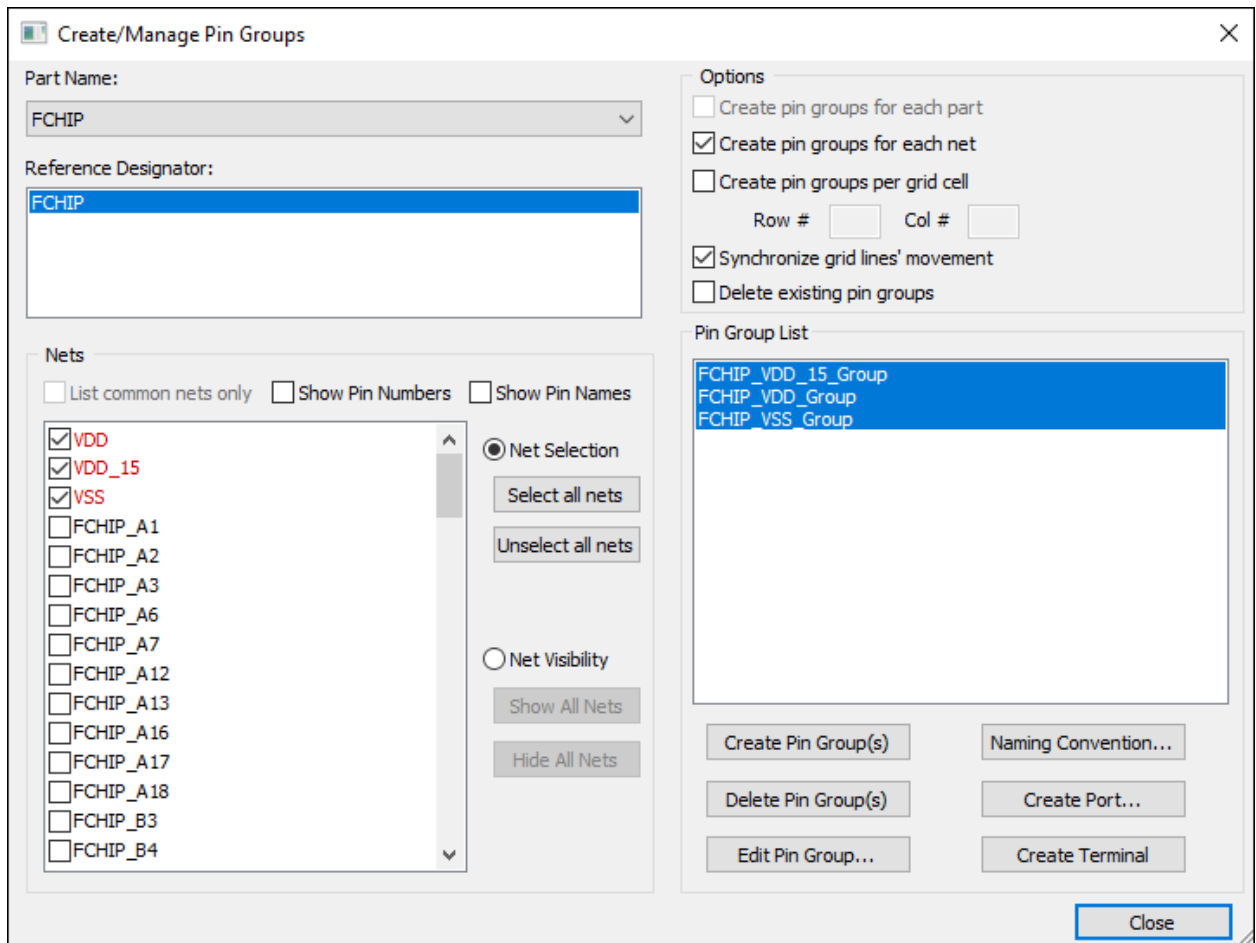 Create/Manage Pin Groups
Part Name:
FCHIP
Reference Designator:
FCHIP
Nets
List common nets only
Show Pin Numbers
Show Pin Names
VDD
VDD_15
VSS
FCHIP_A1
FCHIP_A2
FCHIP_A3
FCHIP_A6
FCHIP_A7
FCHIP_A12
FCHIP_A13
FCHIP_A16
FCHIP_A17
FCHIP_A18
FCHIP_B3
FCHIP_B4
Net Selection
Select all nets
Unselect all nets
Net Visibility
Show All Nets
Hide All Nets
Options
Create pin groups for each part
Create pin groups for each net
Create pin groups per grid cell
Row # Col #
Synchronize grid lines' movement
Delete existing pin groups
Pin Group List
FCHIP_VDD_15_Group
FCHIP_VDD_Group
FCHIP_VSS_Group
Create Pin Group(s)
Naming Convention...
Delete Pin Group(s)
Create Port...
Edit Pin Group...
Create Terminal
Close